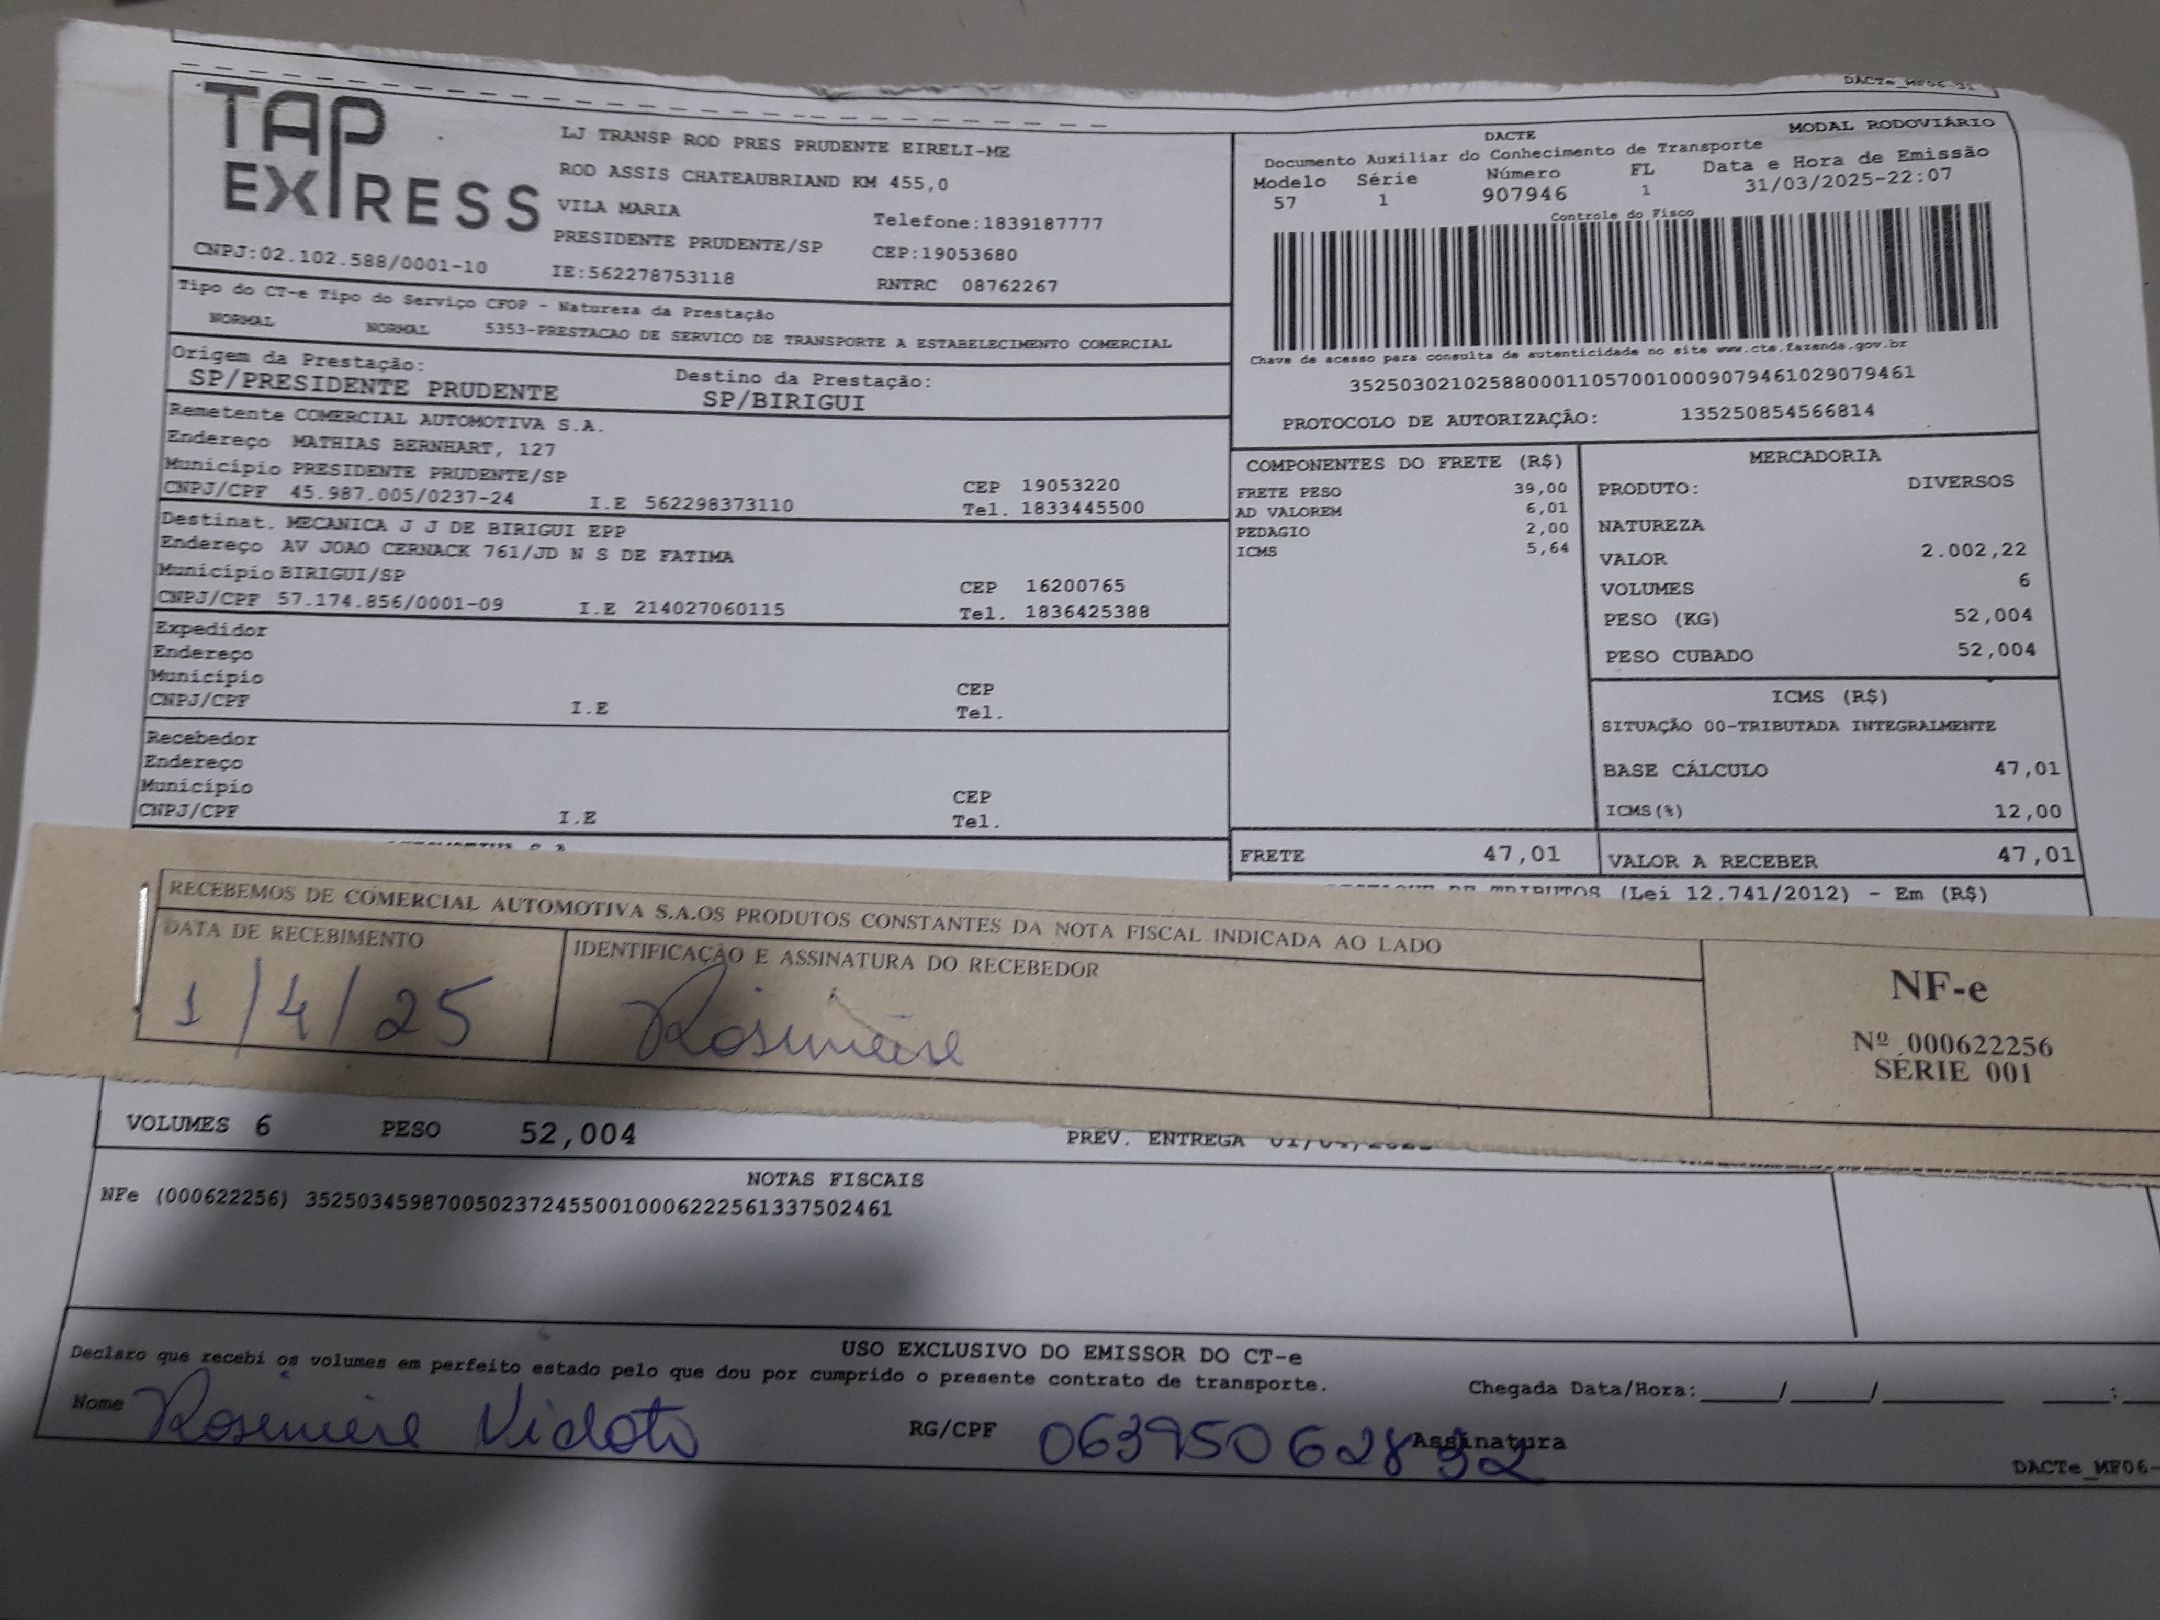 DACTe_MF06-31
TAP
EXPRESS
LJ TRANSP ROD PRES PRUDENTE EIRELI-ME
ROD ASSIS CHATEAUBRIAND KM 455,0
VILA MARIA
Telefone:1839187777
PRESIDENTE PRUDENTE/SP
CEP:19053680
CNPJ:02.102.588/0001-10
IE:562278753118
RNTRC 08762267
DACTE
MODAL RODOVIÁRIO
Documento Auxiliar do Conhecimento de Transporte
Modelo Série Número FL Data e Hora de Emissão
57 1 907946 1 31/03/2025-22:07
Controle do Fisco
Chave de acesso para consulta de autenticidade no site www.cte.fazenda.gov.br
35250302102588000110570010009079461029079461
PROTOCOLO DE AUTORIZAÇÃO: 135250854566814
Tipo do CT-e Tipo do Serviço CFOP - Natureza da Prestação
NORMAL NORMAL 5353-PRESTACAO DE SERVICO DE TRANSPORTE A ESTABELECIMENTO COMERCIAL
Origem da Prestação: Destino da Prestação:
SP/PRESIDENTE PRUDENTE SP/BIRIGUI
Remetente COMERCIAL AUTOMOTIVA S.A.
Endereço MATHIAS BERNHART, 127
Município PRESIDENTE PRUDENTE/SP CEP 19053220
CNPJ/CPF 45.987.005/0237-24 I.E 562298373110 Tel. 1833445500
Destinat. MECANICA J J DE BIRIGUI EPP
Endereço AV JOAO CERNACK 761/JD N S DE FATIMA
Município BIRIGUI/SP CEP 16200765
CNPJ/CPF 57.174.856/0001-09 I.E 214027060115 Tel. 1836425388
Expedidor
Endereço
Município CEP
CNPJ/CPF I.E Tel.
Recebedor
Endereço
Município CEP
CNPJ/CPF I.E Tel.
COMPONENTES DO FRETE (R$)
FRETE PESO 39,00
AD VALOREM 6,01
PEDAGIO 2,00
ICMS 5,64
MERCADORIA
PRODUTO: DIVERSOS
NATUREZA
VALOR 2.002,22
VOLUMES 6
PESO (KG) 52,004
PESO CUBADO 52,004
ICMS (R$)
SITUAÇÃO 00-TRIBUTADA INTEGRALMENTE
BASE CÁLCULO 47,01
ICMS(%) 12,00
FRETE 47,01 VALOR A RECEBER 47,01
DE TRIBUTOS (Lei 12.741/2012) - Em (R$)
RECEBEMOS DE COMERCIAL AUTOMOTIVA S.A.OS PRODUTOS CONSTANTES DA NOTA FISCAL INDICADA AO LADO
DATA DE RECEBIMENTO IDENTIFICAÇÃO E ASSINATURA DO RECEBEDOR
1/4/25 Rosimeire
NF-e
Nº 000622256
SÉRIE 001
VOLUMES 6 PESO 52,004 PREV. ENTREGA
NOTAS FISCAIS
NFe (000622256) 35250345987005023724550010006222561337502461
USO EXCLUSIVO DO EMISSOR DO CT-e
Declaro que recebi os volumes em perfeito estado pelo que dou por cumprido o presente contrato de transporte.
Chegada Data/Hora:_____/_____/_______ ____:
Nome Rosimeire Vidoto RG/CPF 06395062892 Assinatura
DACTe_MF06-